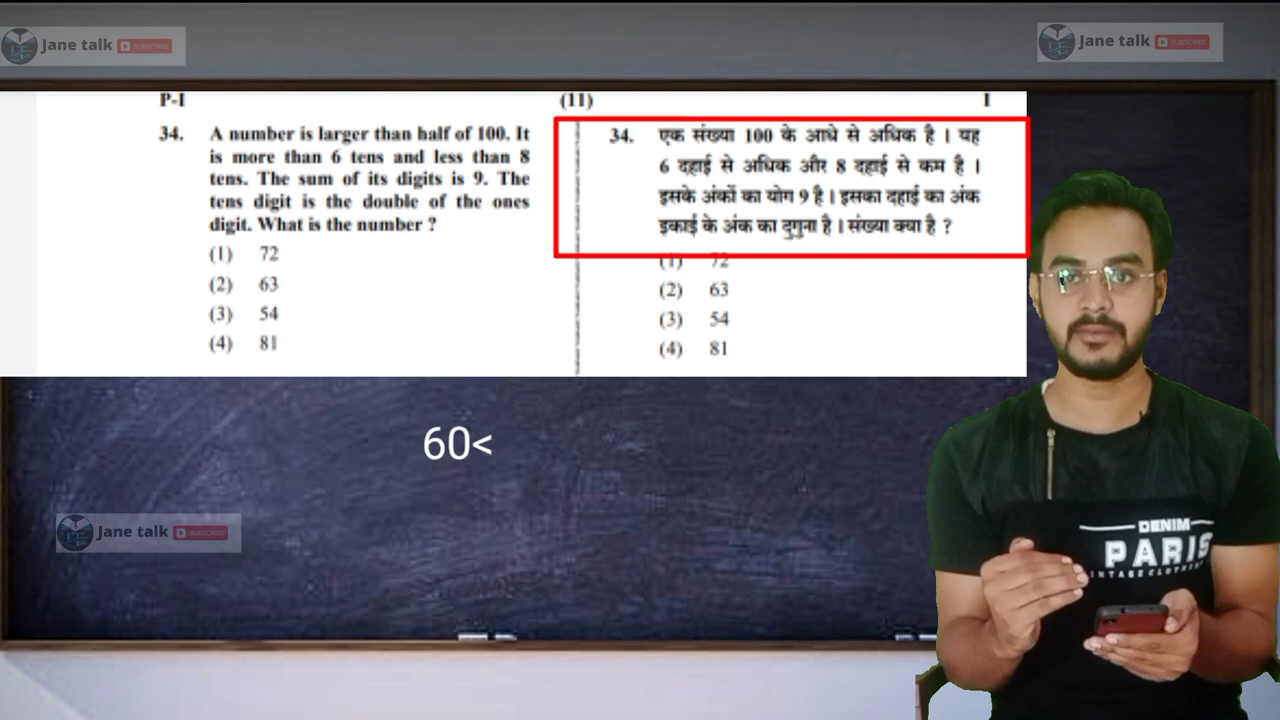 Jane talk SUBSCRIBE
Jane talk SUBSCRIBE
P-I (11) I
34. A number is larger than half of 100. It
is more than 6 tens and less than 8
tens. The sum of its digits is 9. The
tens digit is the double of the ones
digit. What is the number ?
(1) 72
(2) 63
(3) 54
(4) 81
34. एक संख्या 100 के आधे से अधिक है । यह
6 दहाई से अधिक और 8 दहाई से कम है ।
इसके अंकों का योग 9 है । इसका दहाई का अंक
इकाई के अंक का दुगुना है । संख्या क्या है ?
(1) 72
(2) 63
(3) 54
(4) 81
60<
Jane talk SUBSCRIBE
DENIM
PARIS